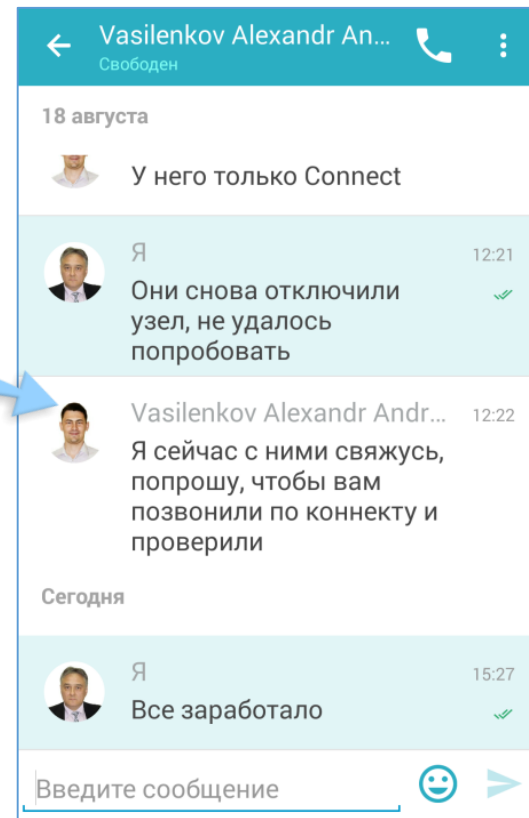 Vasilenkov Alexandr An...
Свободен
18 августа
У него только Connect
Я 12:21
Они снова отключили
узел, не удалось
попробовать
Vasilenkov Alexandr Andr... 12:22
Я сейчас с ними свяжусь,
попрошу, чтобы вам
позвонили по коннекту и
проверили
Сегодня
Я 15:27
Все заработало
Введите сообщение